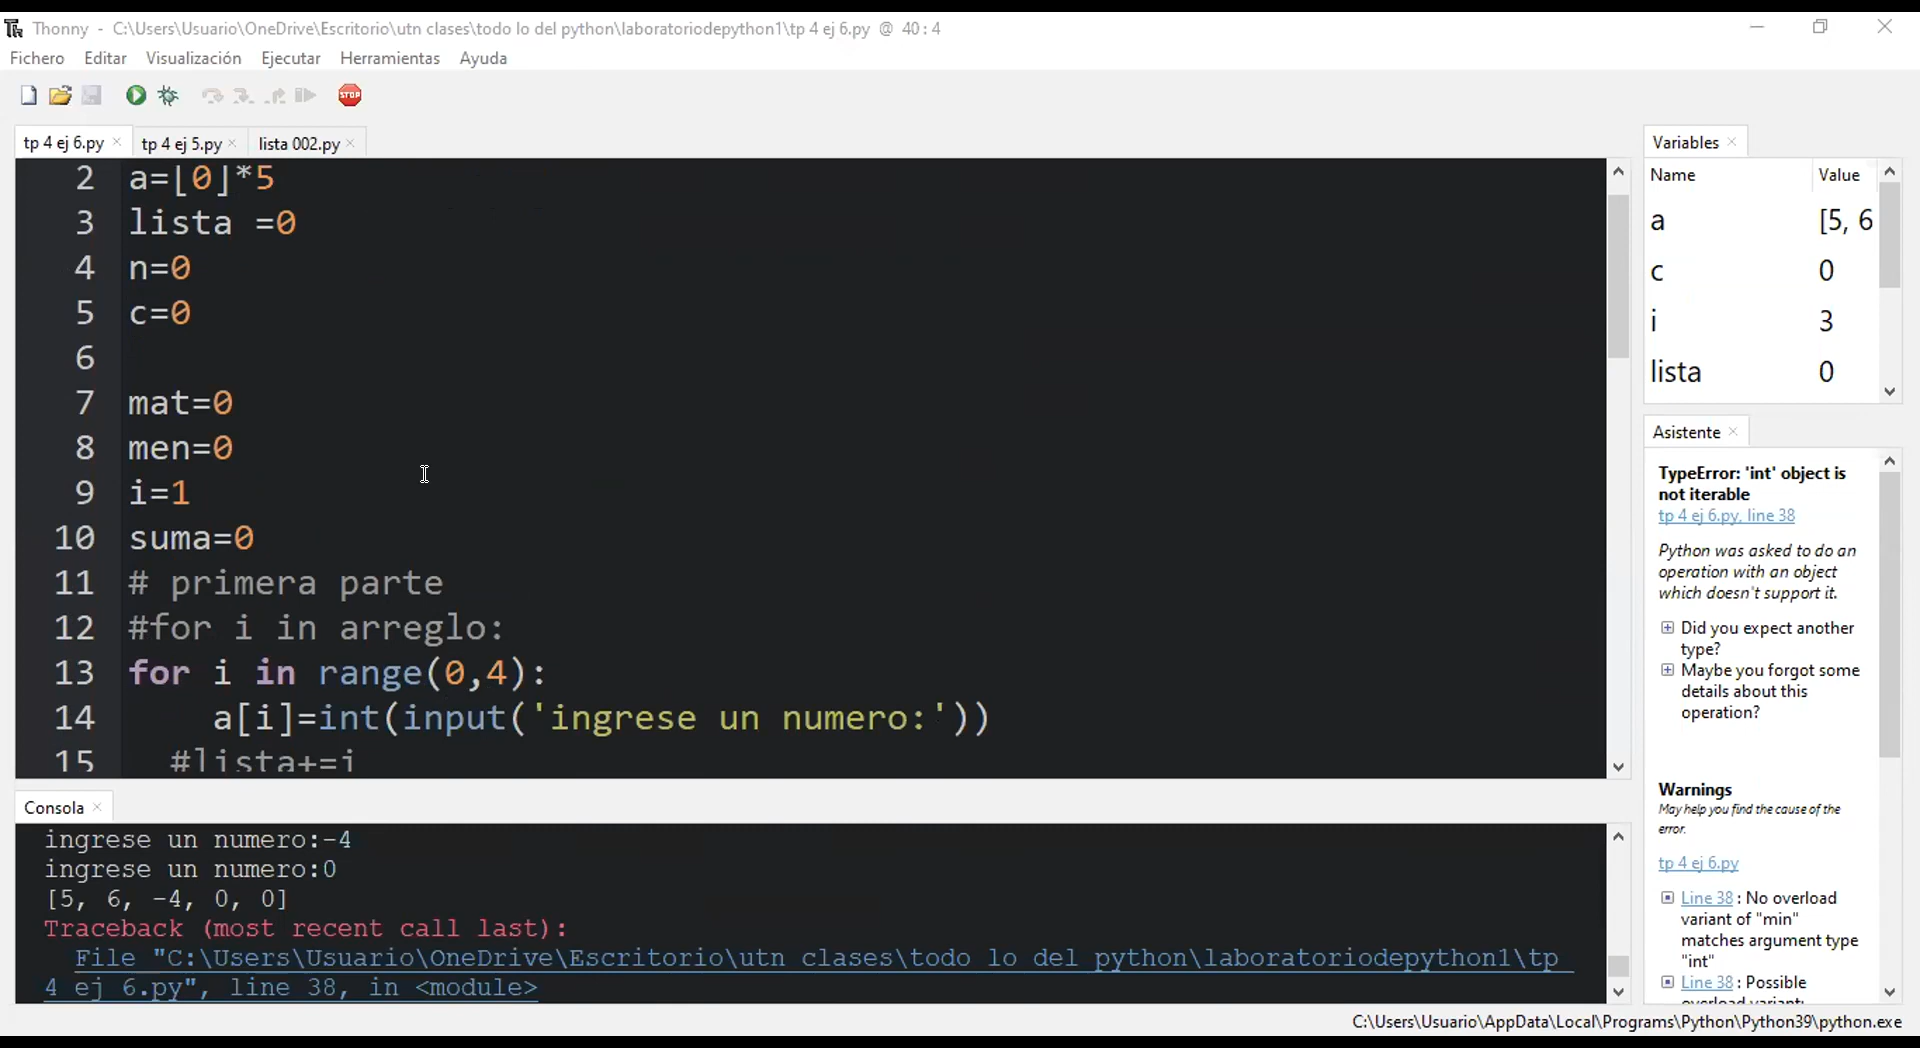 Thonny - C:\Users\Usuario\OneDrive\Escritorio\utn clases\todo lo del python\laboratoriodepython1\tp 4 ej 6.py @ 40 : 4
Fichero Editar Visualización Ejecutar Herramientas Ayuda
STOP
tp 4 ej 6.py × tp 4 ej 5.py × lista 002.py ×
2 a=[0]*5
3 lista =0
4 n=0
5 c=0
6
7 mat=0
8 men=0
9 i=1
10 suma=0
11 # primera parte
12 #for i in arreglo:
13 for i in range(0,4):
14 a[i]=int(input('ingrese un numero:'))
15 #lista+=i
Consola ×
ingrese un numero:-4
ingrese un numero:0
[5, 6, -4, 0, 0]
Traceback (most recent call last):
File "C:\Users\Usuario\OneDrive\Escritorio\utn clases\todo lo del python\laboratoriodepython1\tp
4 ej 6.py", line 38, in <module>
Variables ×
Name Value
a [5, 6
c 0
i 3
lista 0
Asistente ×
TypeError: 'int' object is
not iterable
tp 4 ej 6.py, line 38
Python was asked to do an
operation with an object
which doesn't support it.
Did you expect another
type?
Maybe you forgot some
details about this
operation?
Warnings
May help you find the cause of the
error.
tp 4 ej 6.py
Line 38 : No overload
variant of "min"
matches argument type
"int"
Line 38 : Possible
overload variant:
C:\Users\Usuario\AppData\Local\Programs\Python\Python39\python.exe